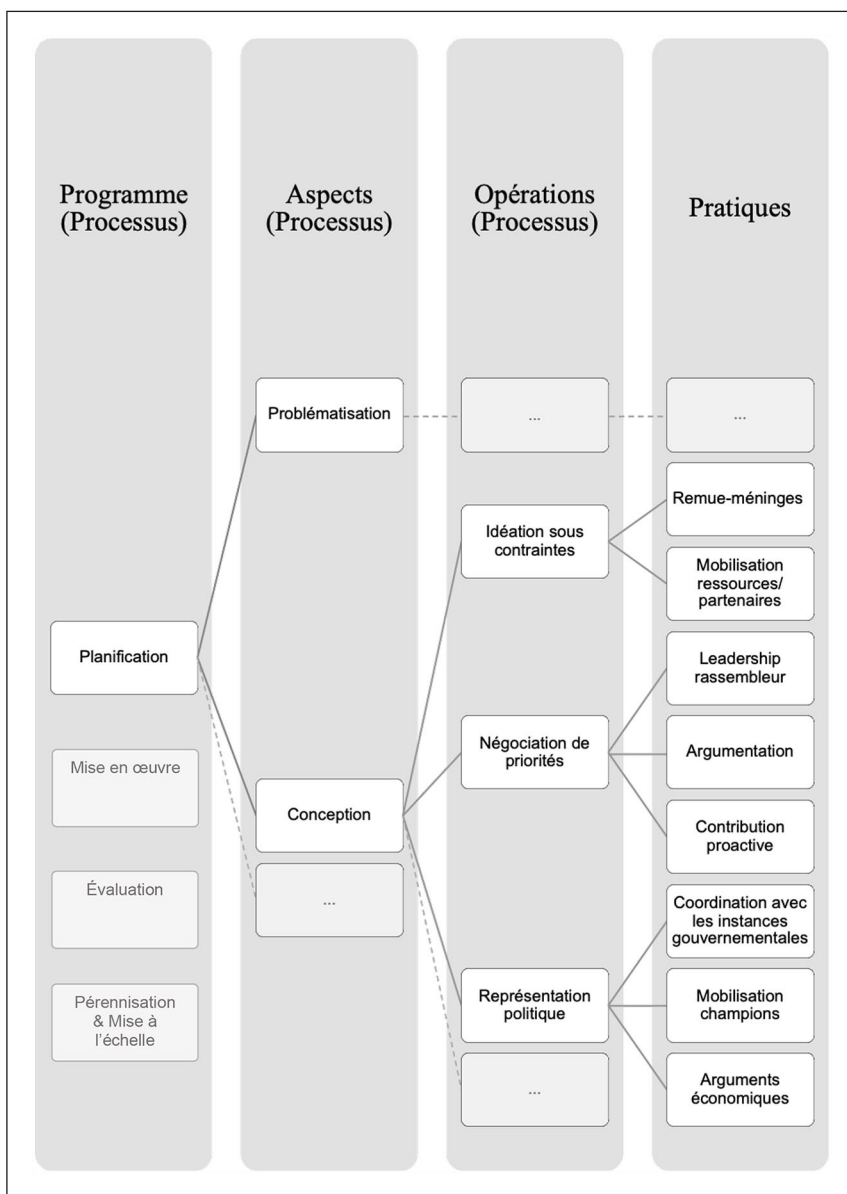 Programme
(Processus)
Aspects
(Processus)
Opérations
(Processus)
Pratiques
Problématisation
...
...
Remue-méninges
Idéation sous
contraintes
Mobilisation
ressources/
partenaires
Planification
Leadership
rassembleur
Négociation de
priorités
Argumentation
Mise en œuvre
Conception
Contribution
proactive
Évaluation
...
Coordination avec
les instances
gouvernementales
Pérennisation
& Mise à
l'échelle
Représentation
politique
Mobilisation
champions
...
Arguments
économiques